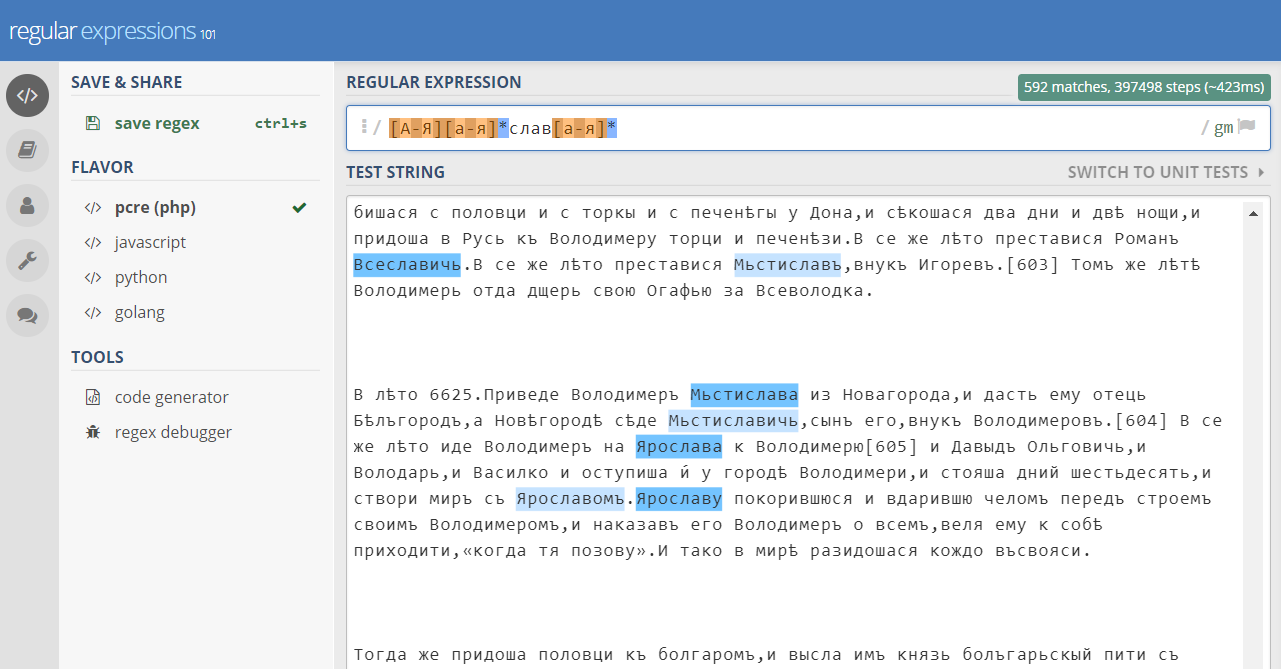 regular expressions 101
SAVE & SHARE
save regex ctrl+s
FLAVOR
pcre (php)
javascript
python
golang
TOOLS
code generator
regex debugger
REGULAR EXPRESSION
592 matches, 397498 steps (~423ms)
/ [А-Я][а-я]*слав[а-я]* / gm
TEST STRING
SWITCH TO UNIT TESTS
бишася с половци и с торкы и с печенѣгы у Дона,и сѣкошася два дни и двѣ нощи,и
придоша в Русь къ Володимеру торци и печенѣзи.В се же лѣто преставися Романъ
Всеславичь.В се же лѣто преставися Мьстиславъ,внукъ Игоревъ.[603] Томъ же лѣтѣ
Володимерь отда дщерь свою Огафью за Всеволодка.
В лѣто 6625.Приведе Володимеръ Мьстислава из Новагорода,и дасть ему отець
Бѣлъгородъ,а Новѣгородѣ сѣде Мьстиславичь,сынъ его,внукъ Володимеровъ.[604] В се
же лѣто иде Володимеръ на Ярослава к Володимерю[605] и Давыдъ Ольговичь,и
Володарь,и Василко и оступиша й у городѣ Володимери,и стояша дний шестьдесять,и
створи миръ съ Ярославомъ.Ярославу покорившюся и вдарившю челомъ передъ строемъ
своимъ Володимеромъ,и наказавъ его Володимеръ о всемъ,веля ему к собѣ
приходити,«когда тя позову».И тако в мирѣ разидошася кождо въсвояси.
Тогда же придоша половци къ болгаромъ,и высла имъ князь болъгарьскый пити съ